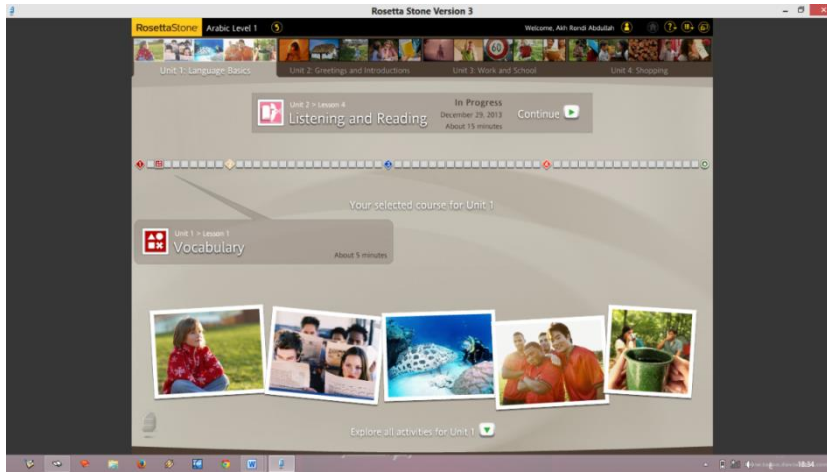 Rosetta Stone Version 3
RosettaStone Arabic Level 1
Welcome, Akh Rondi Abdullah
Unit 1: Language Basics
Unit 2: Greetings and Introductions
Unit 3: Work and School
Unit 4: Shopping
Unit 2 > Lesson 4
Listening and Reading
In Progress
December 29, 2013
About 15 minutes
Continue
Your selected course for Unit 1
Unit 1 > Lesson 1
Vocabulary
About 5 minutes
Explore all activities for Unit 1
18:34